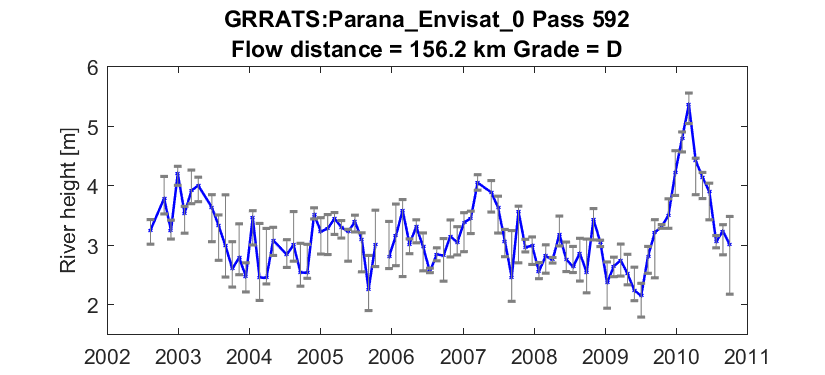 GRRATS:Parana_Envisat_0 Pass 592
Flow distance = 156.2 km Grade = D
River height [m]
6
5
4
3
2
2002 2003 2004 2005 2006 2007 2008 2009 2010 2011